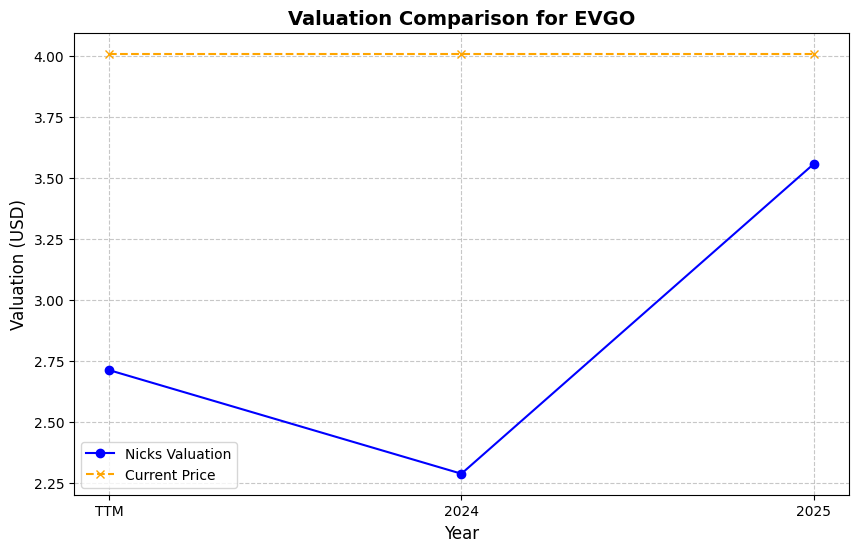 Valuation Comparison for EVGO
Valuation (USD)
4.00
3.75
3.50
3.25
3.00
2.75
2.50
2.25
Nicks Valuation
Current Price
TTM
2024
2025
Year